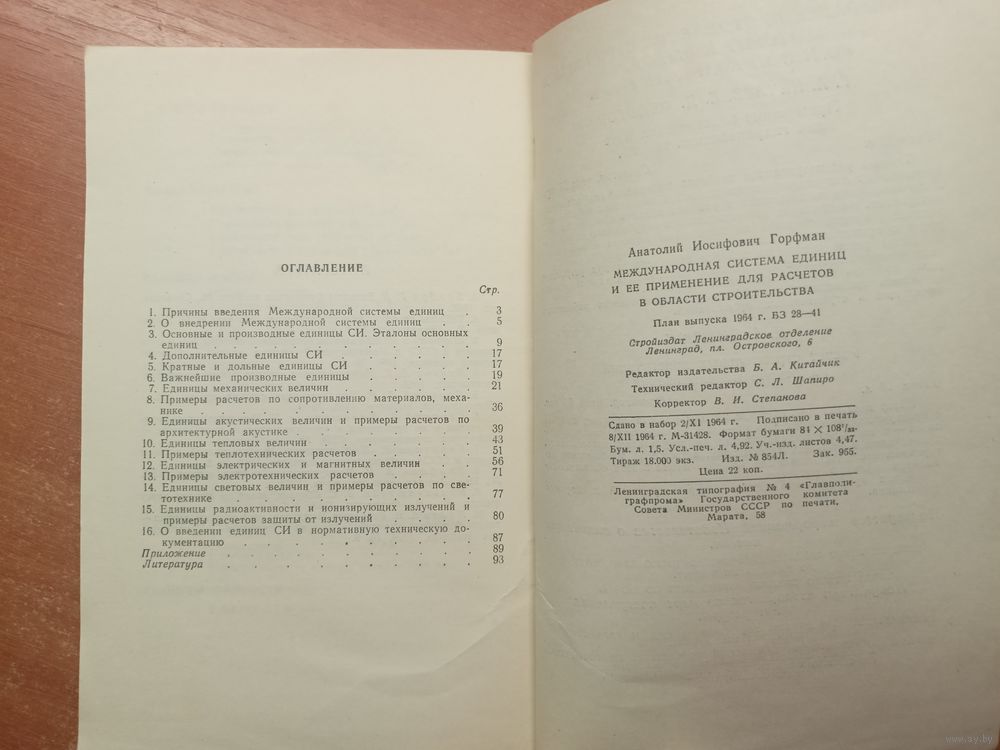 ОГЛАВЛЕНИЕ
Стр.
1. Причины введения Международной системы единиц . 3
2. О внедрении Международной системы единиц . . 5
3. Основные и производные единицы СИ. Эталоны основных
единиц . . . . . . . . . . . 9
4. Дополнительные единицы СИ . . . . . 17
5. Кратные и дольные единицы СИ . . . . . 17
6. Важнейшие производные единицы . . . . . 19
7. Единицы механических величин . . . . . 21
8. Примеры расчетов по сопротивлению материалов, меха-
нике . . . . . . . . . . . 36
9. Единицы акустических величин и примеры расчетов по
архитектурной акустике . . . . . . . . 39
10. Единицы тепловых величин . . . . . . 43
11. Примеры теплотехнических расчетов . . . . 51
12. Единицы электрических и магнитных величин . . 56
13. Примеры электротехнических расчетов . . . . 71
14. Единицы световых величин и примеры расчетов по све-
тотехнике . . . . . . . . . . 77
15. Единицы радиоактивности и ионизирующих излучений и
примеры расчетов защиты от излучений . . . . 80
16. О введении единиц СИ в нормативную техническую до-
кументацию . . . . . . . . . 87
Приложение . . . . . . . . . . 89
Литература . . . . . . . . . . 93
Анатолий Иосифович Горфман
МЕЖДУНАРОДНАЯ СИСТЕМА ЕДИНИЦ
И ЕЕ ПРИМЕНЕНИЕ ДЛЯ РАСЧЕТОВ
В ОБЛАСТИ СТРОИТЕЛЬСТВА
План выпуска 1964 г. БЗ 28—41
Стройиздат Ленинградское отделение
Ленинград, пл. Островского, 6
Редактор издательства Б. А. Китайчик
Технический редактор С. Л. Шапиро
Корректор В. И. Степанова
Сдано в набор 2/XI 1964 г. Подписано в печать
8/XII 1964 г. М-31428. Формат бумаги 84 × 108¹/₃₂.
Бум. л. 1,5. Усл.-печ. л. 4,92. Уч.-изд. листов 4,47.
Тираж 18.000 экз. Изд. № 854Л. Зак. 955.
Цена 22 коп.
Ленинградская типография № 4 «Главполи-
графпрома» Государственного комитета
Совета Министров СССР по печати,
Марата, 58
www.ay.by